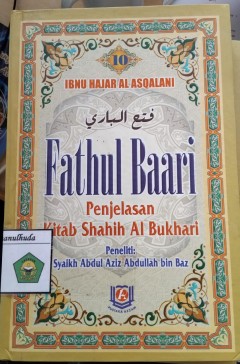 10
IBNU HAJAR AL ASQALANI
فتح الباري
Fathul Baari
Penjelasan
Kitab Shahih Al Bukhari
Peneliti:
Syaikh Abdul Aziz Abdullah bin Baz
anulhuda